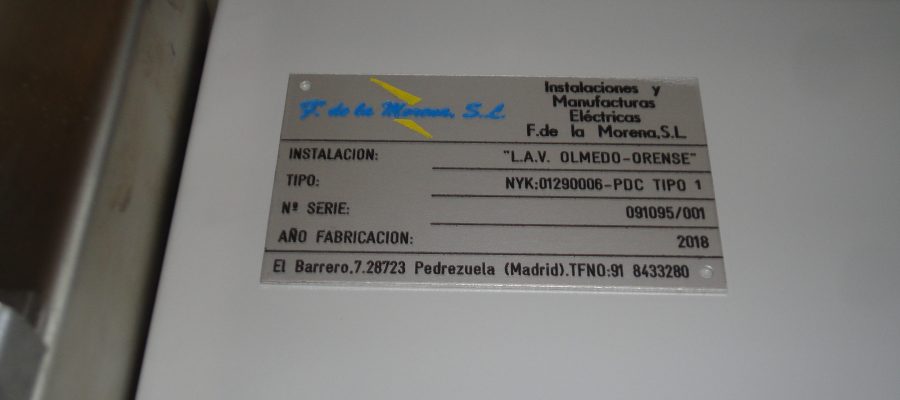 F. de la Morena, S.L.
Instalaciones y
Manufacturas
Eléctricas
F.de la Morena,S.L
INSTALACION: "L.A.V. OLMEDO-ORENSE"
TIPO: NYK:01290006-PDC TIPO 1
Nº SERIE: 091095/001
AÑO FABRICACION: 2018
El Barrero,7.28723 Pedrezuela (Madrid).TFNO:91 8433280